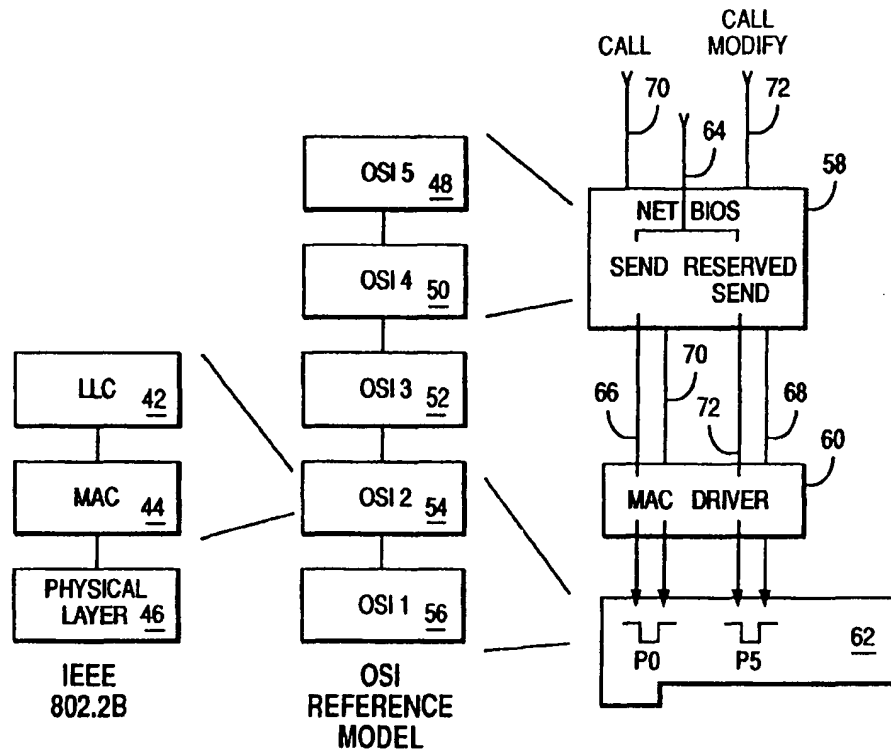 CALL
CALL
MODIFY
70
72
64
58
OSI 5 48
NET BIOS
OSI 4 50
SEND RESERVED
SEND
LLC 42
OSI 3 52
66
70
72
68
60
MAC 44
OSI 2 54
MAC DRIVER
PHYSICAL
LAYER 46
OSI 1 56
P0
P5
62
IEEE
802.2B
OSI
REFERENCE
MODEL